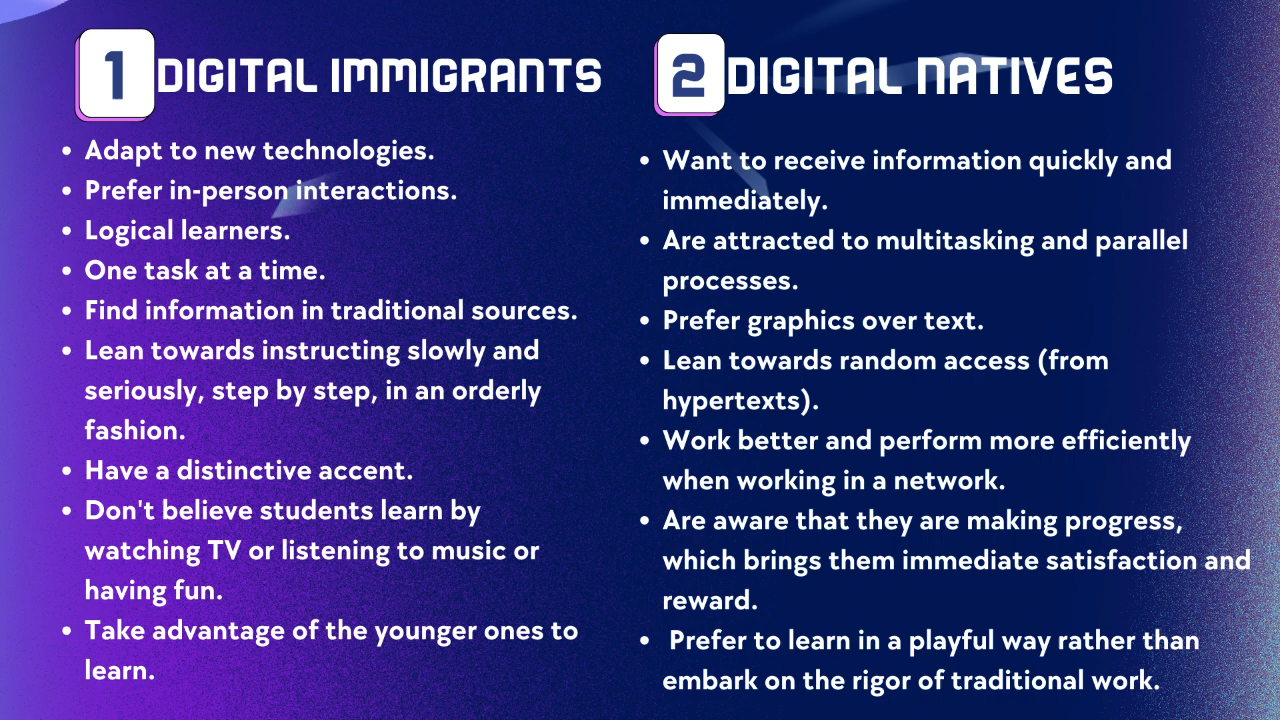 1 DIGITAL IMMIGRANTS
• Adapt to new technologies.
• Prefer in-person interactions.
• Logical learners.
• One task at a time.
• Find information in traditional sources.
• Lean towards instructing slowly and
seriously, step by step, in an orderly
fashion.
• Have a distinctive accent.
• Don't believe students learn by
watching TV or listening to music or
having fun.
• Take advantage of the younger ones to
learn.
2 DIGITAL NATIVES
• Want to receive information quickly and
immediately.
• Are attracted to multitasking and parallel
processes.
• Prefer graphics over text.
• Lean towards random access (from
hypertexts).
• Work better and perform more efficiently
when working in a network.
• Are aware that they are making progress,
which brings them immediate satisfaction and
reward.
• Prefer to learn in a playful way rather than
embark on the rigor of traditional work.